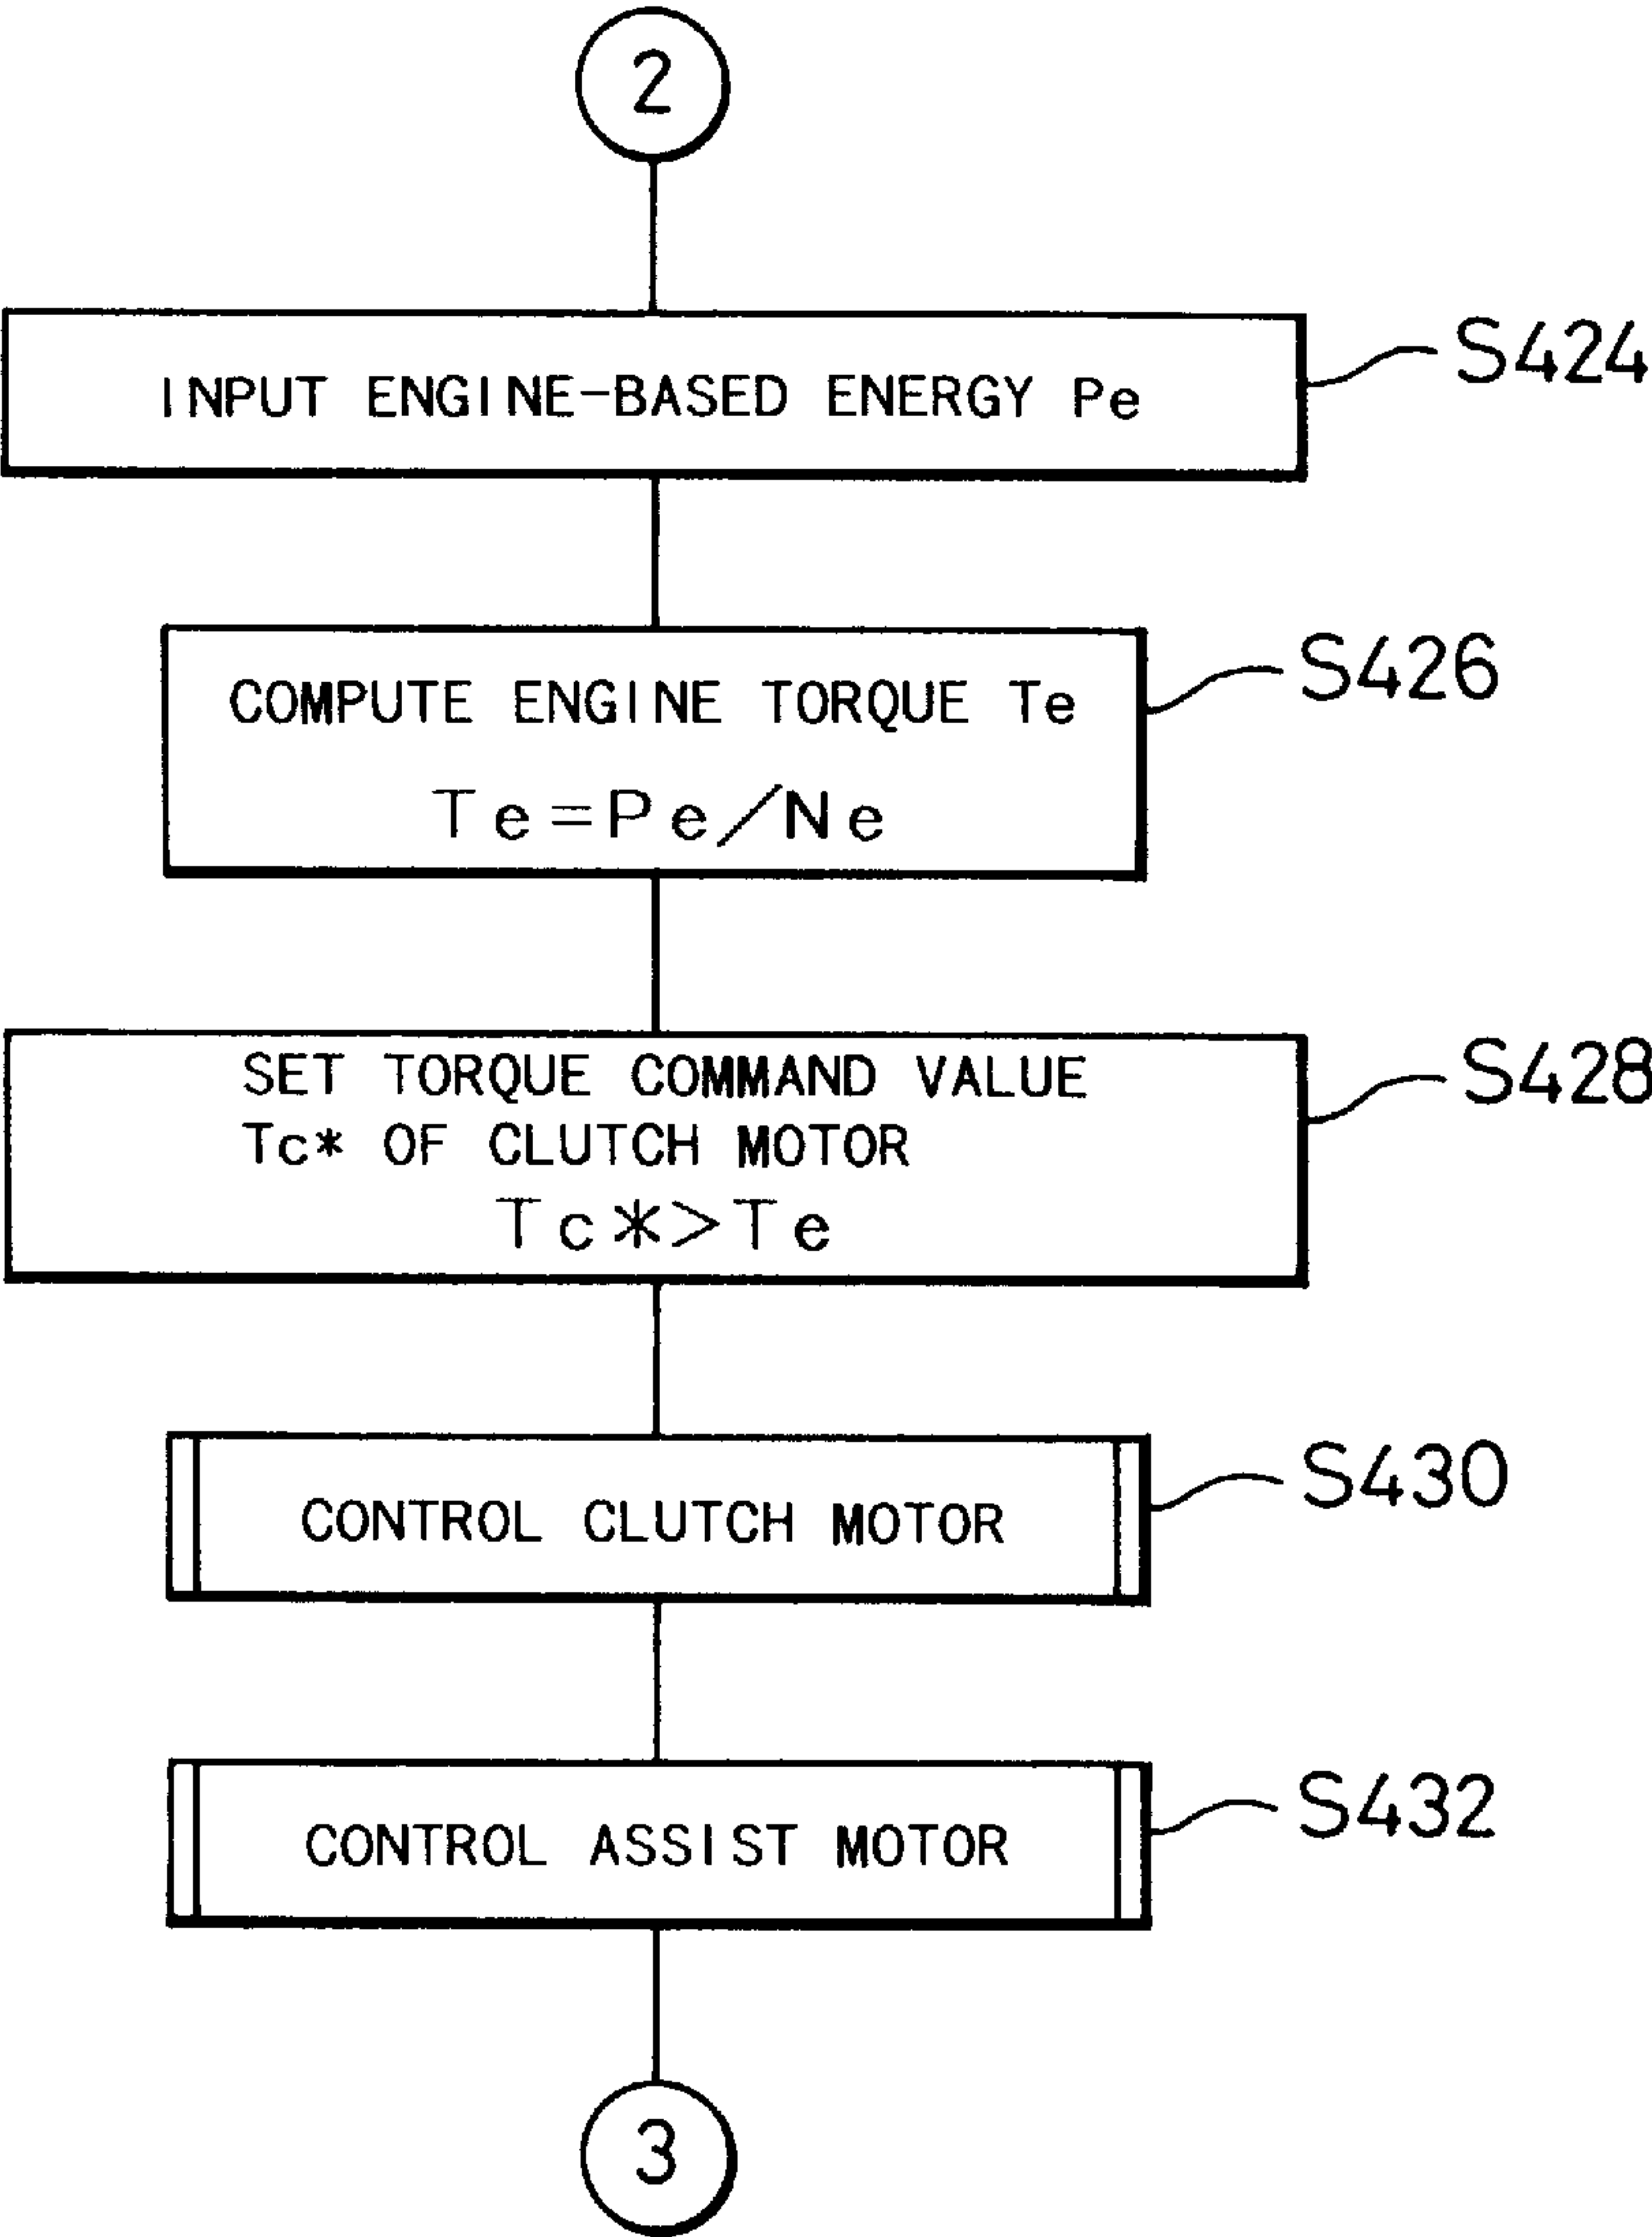 2
INPUT ENGINE-BASED ENERGY Pe
S424
COMPUTE ENGINE TORQUE Te
Te=Pe/Ne
S426
SET TORQUE COMMAND VALUE
Tc* OF CLUTCH MOTOR
Tc*>Te
S428
CONTROL CLUTCH MOTOR
S430
CONTROL ASSIST MOTOR
S432
3